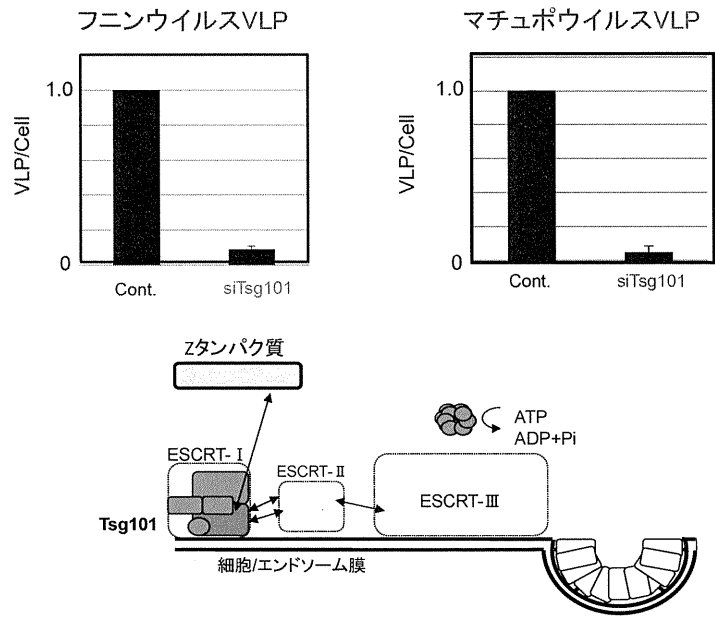 フニンウイルスVLP
マチュポウイルスVLP
VLP/Cell
1.0
0
Cont.
siTsg101
VLP/Cell
1.0
0
Cont.
siTsg101
Zタンパク質
ATP
ADP+Pi
ESCRT-Ⅰ
ESCRT-Ⅱ
ESCRT-Ⅲ
Tsg101
細胞/エンドソーム膜